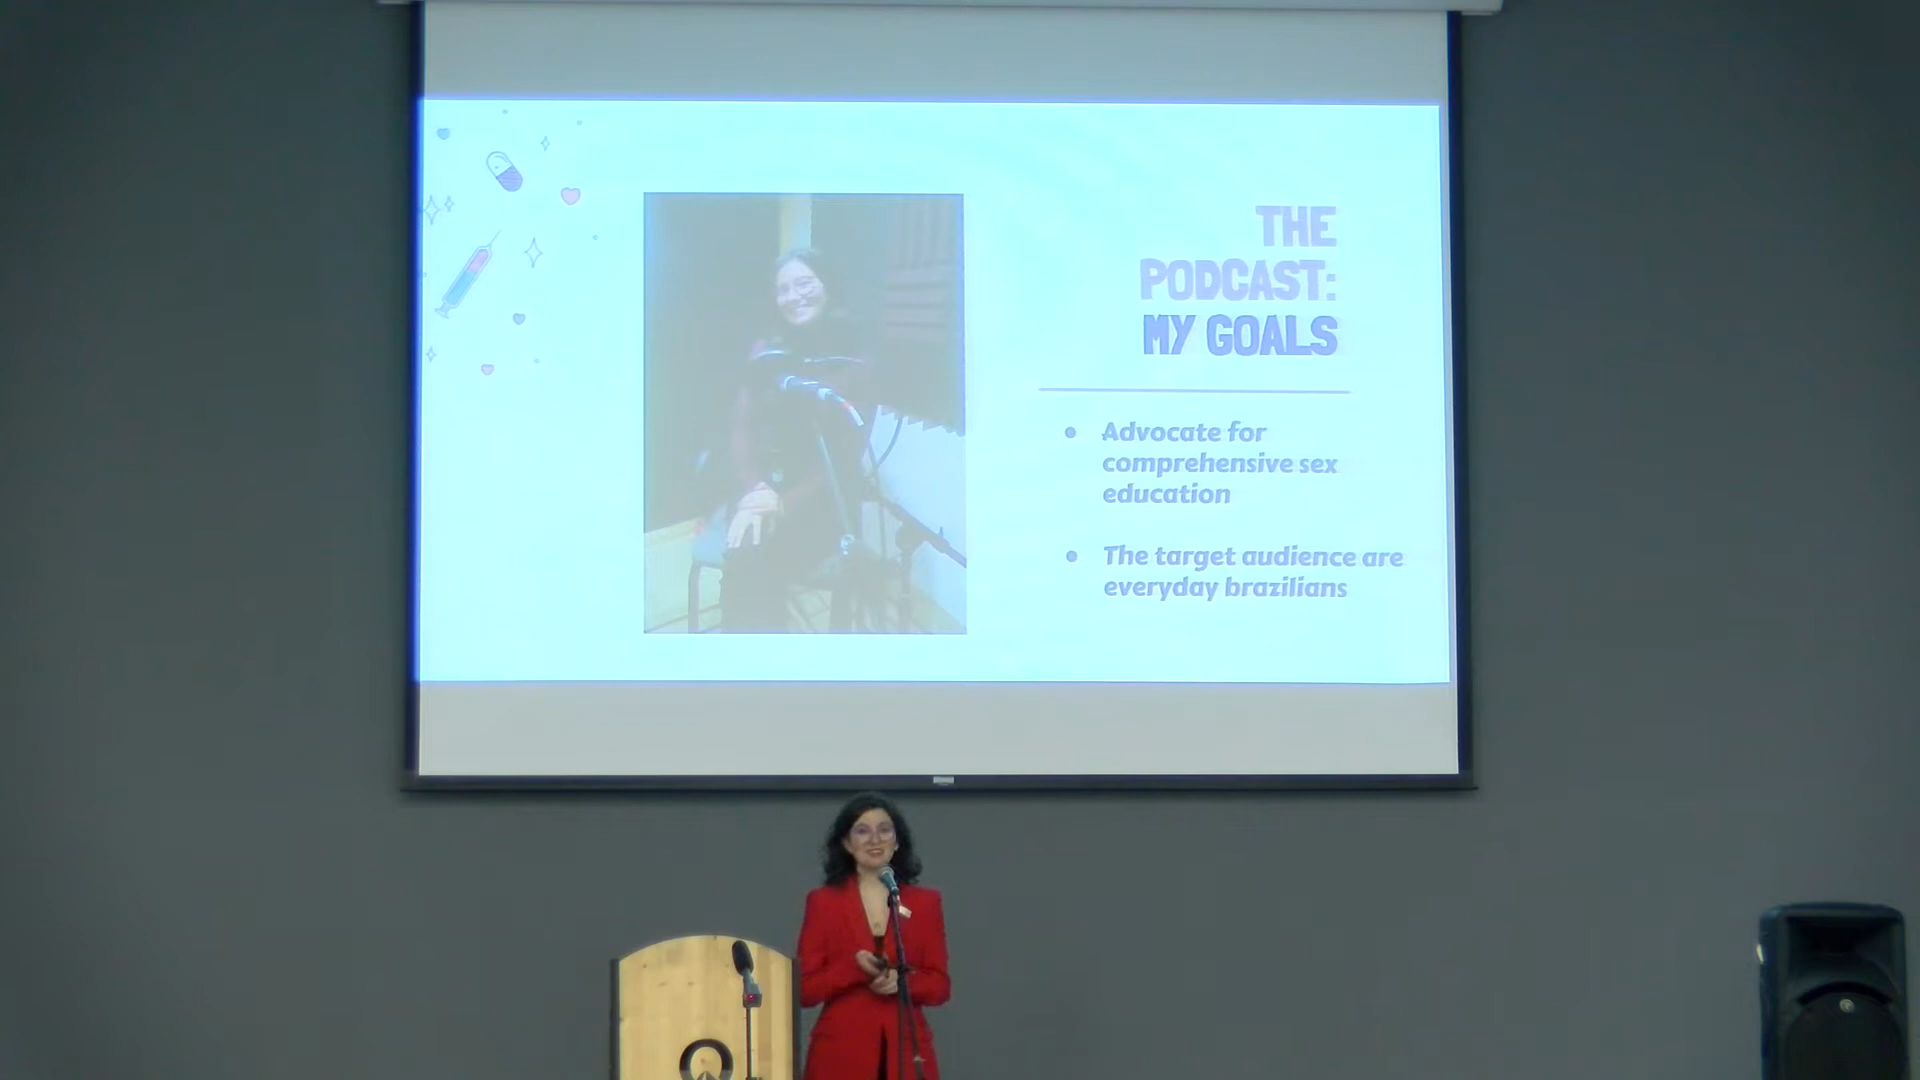 THE
PODCAST:
MY GOALS
• Advocate for
comprehensive sex
education
• The target audience are
everyday brazilians